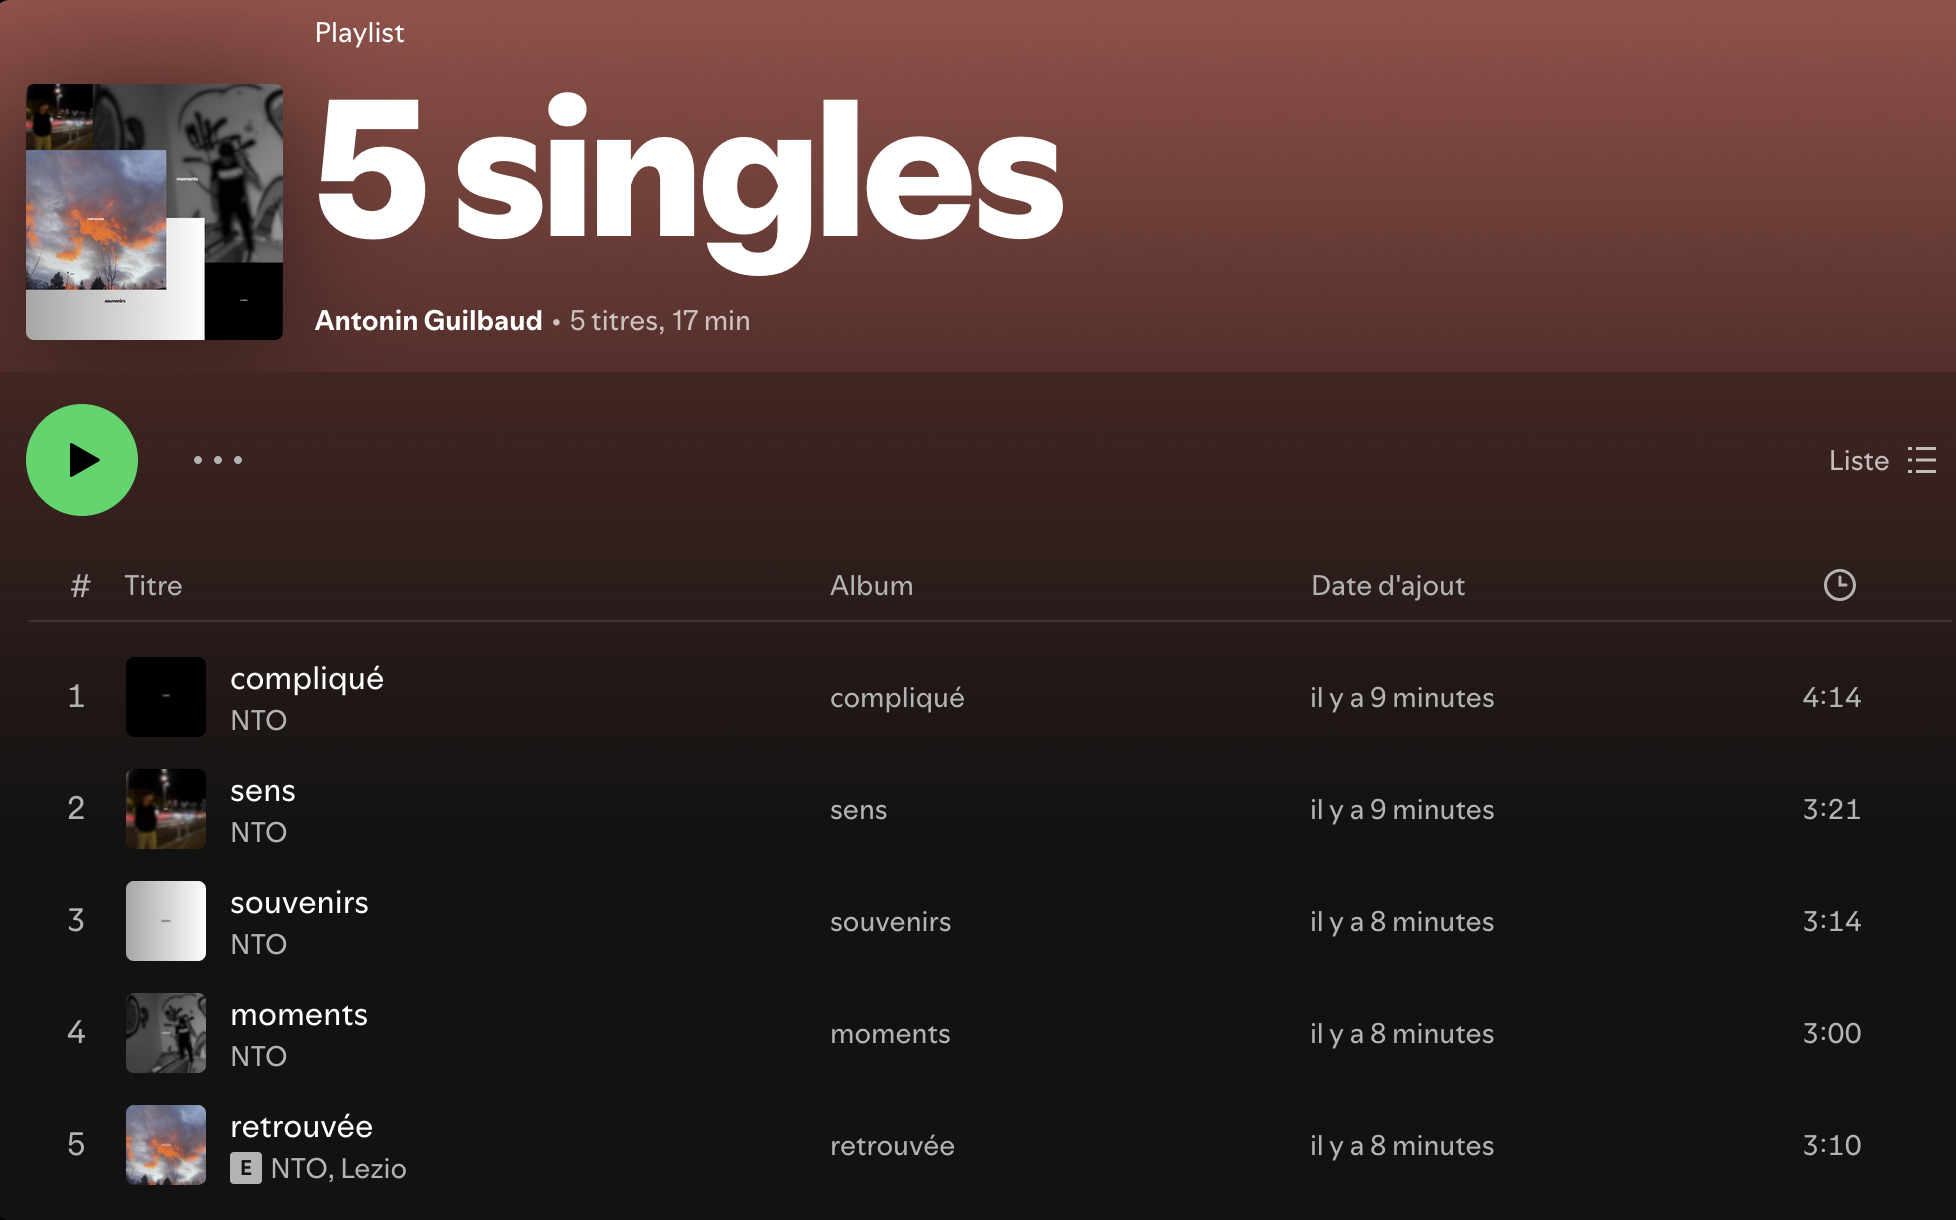 Playlist
5 singles
moments
retrouvée
souvenirs
Antonin Guilbaud • 5 titres, 17 min
Liste
# Titre Album Date d'ajout
1 compliqué compliqué il y a 9 minutes 4:14
NTO
2 sens sens il y a 9 minutes 3:21
NTO
3 souvenirs souvenirs il y a 8 minutes 3:14
NTO
4 moments moments il y a 8 minutes 3:00
NTO
5 retrouvée retrouvée il y a 8 minutes 3:10
E NTO, Lezio